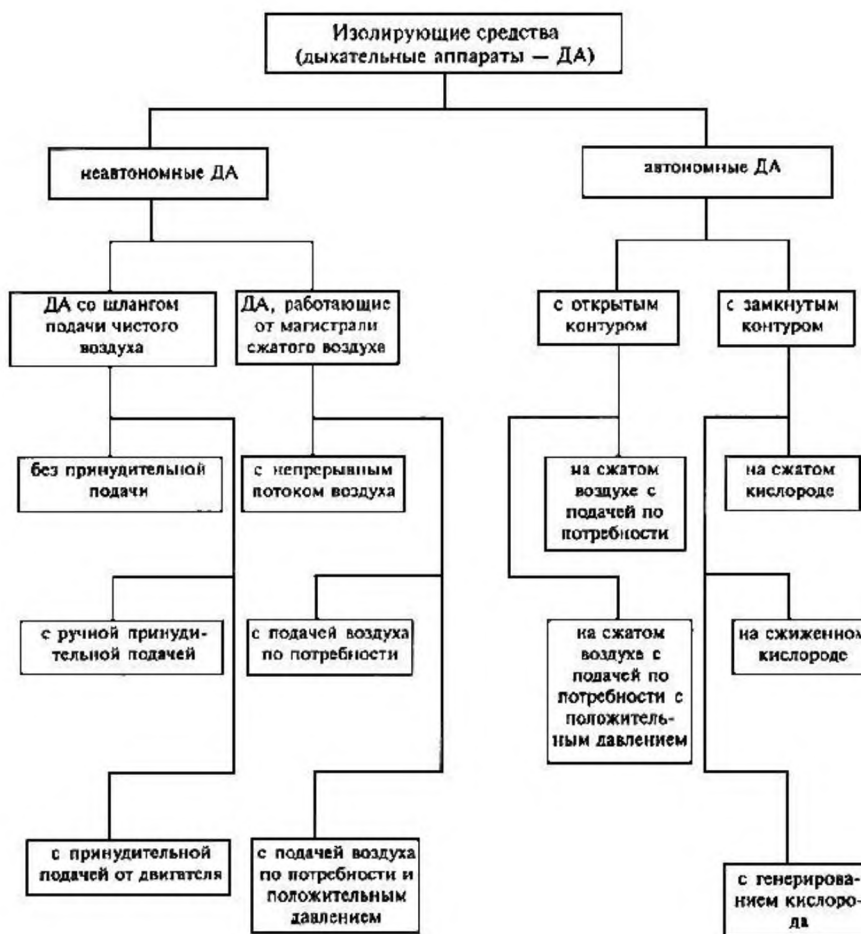 Изолирующие средства
(дыхательные аппараты — ДА)
неавтономные ДА
автономные ДА
ДА со шлангом
подачи чистого
воздуха
ДА, работающие
от магистрали
сжатого воздуха
с открытым
контуром
с замкнутым
контуром
без принудительной
подачи
с непрерывным
потоком воздуха
на сжатом
воздухе с
подачей по
потребности
на сжатом
кислороде
с ручной принуди-
тельной подачей
с подачей воздуха
по потребности
на сжатом
воздухе с
подачей по
потребности с
положитель-
ным давлением
на сжиженном
кислороде
с принудительной
подачей от двигателя
с подачей воздуха
по потребности и
положительным
давлением
с генерирова-
нием кислоро-
да